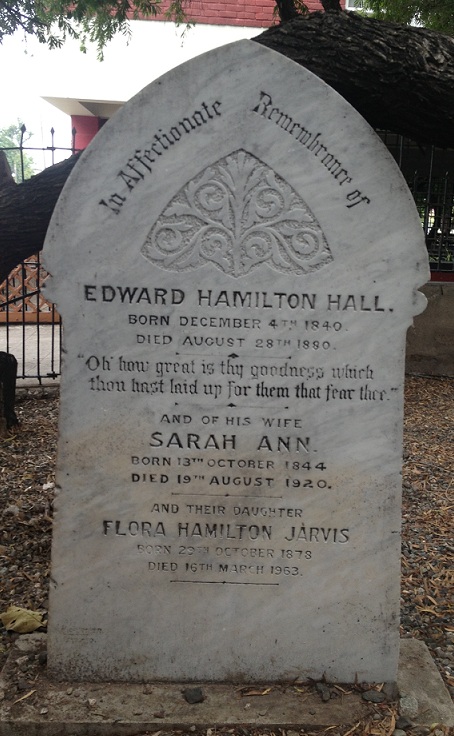 In Affectionate Remembrance of
EDWARD HAMILTON HALL.
BORN DECEMBER 4TH 1840.
DIED AUGUST 28TH 1880.
"Oh how great is thy goodness which
thou hast laid up for them that fear thee."
AND OF HIS WIFE
SARAH ANN.
BORN 13TH OCTOBER 1844
DIED 19TH AUGUST 1920.
AND THEIR DAUGHTER
FLORA HAMILTON JARVIS
BORN 29TH OCTOBER 1878
DIED 16TH MARCH 1963.